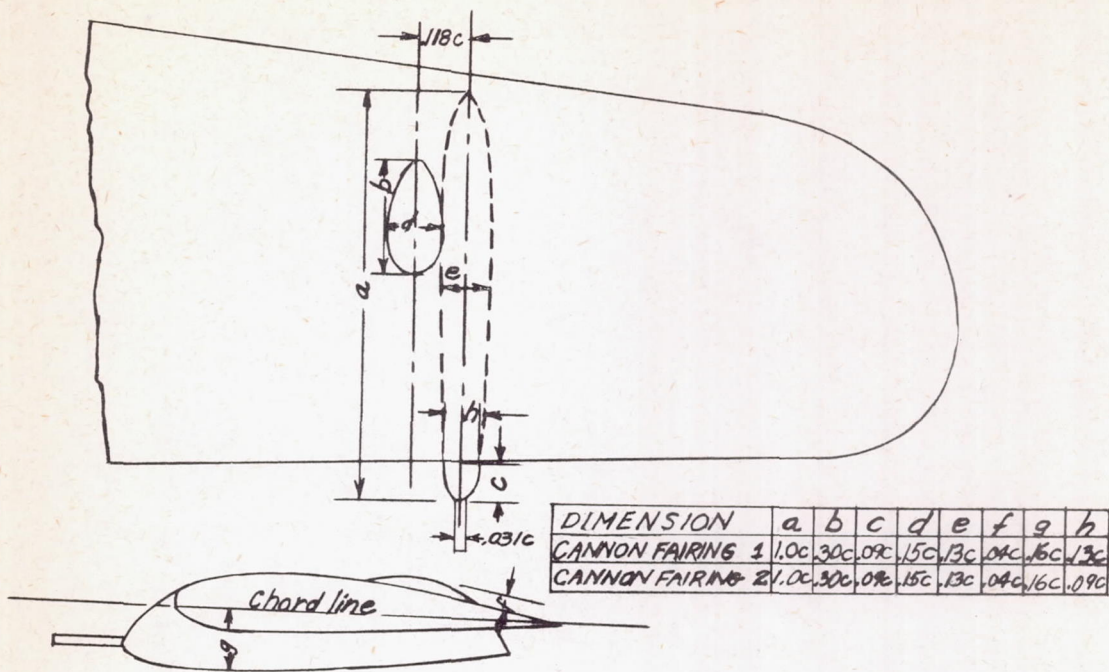 .118c
b
d
a
e
h
c
.031c
DIMENSION a b c d e f g h
CANNON FAIRING 1 1.0c .30c .09c .15c .13c .04c .16c .13c
CANNON FAIRING 2 1.0c .30c .09c .15c .13c .04c .16c .09c
Chord line
f
g